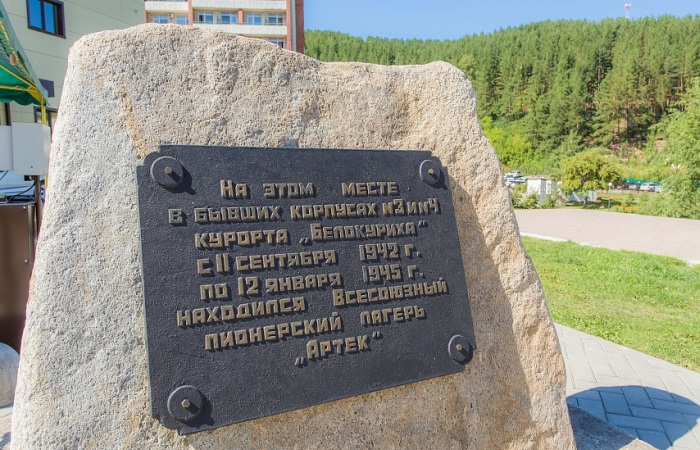 На этом месте
в бывших корпусах №3 и №4
курорта „Белокуриха"
с 11 сентября 1942 г.
по 12 января 1945 г.
находился Всесоюзный
пионерский лагерь
„Артек"